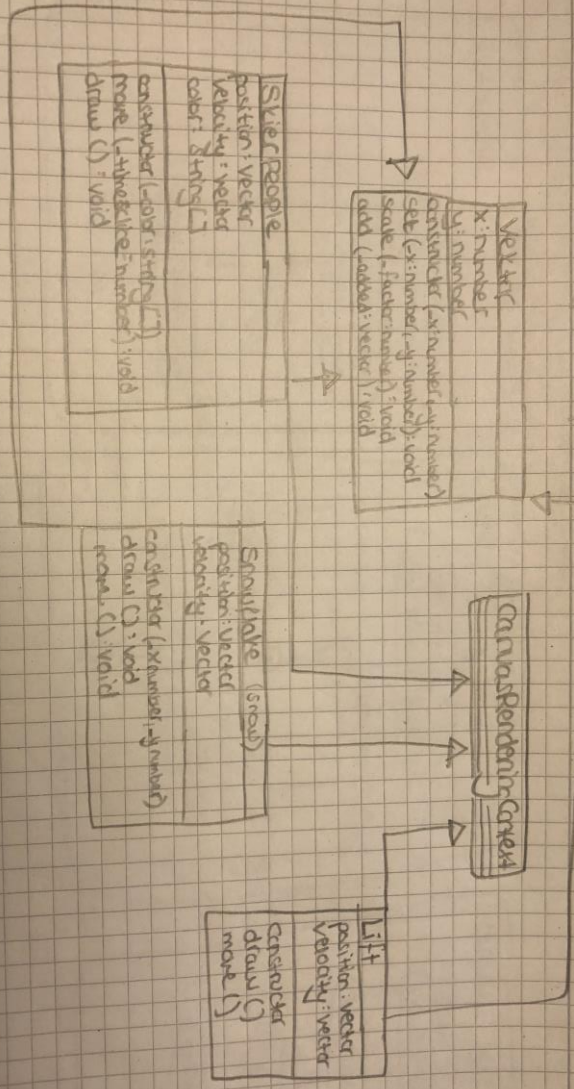 Vektor
x:number
y:number
constructor(_x:number,_y:number)
set(_x:number,_y:number):void
scale(_factor:number):void
add(_added:vector):void
CanvasRenderingContext
SkierPeople
position:vector
velocity:vector
color: string[]
constructor(_color:string[])
move(_timesclite:number):void
draw():void
Snowflake (snow)
position:vector
velocity:vector
constructor(_x number,_y number)
draw():void
move():void
Lift
position:vector
velocity:vector
constructor
draw()
move()